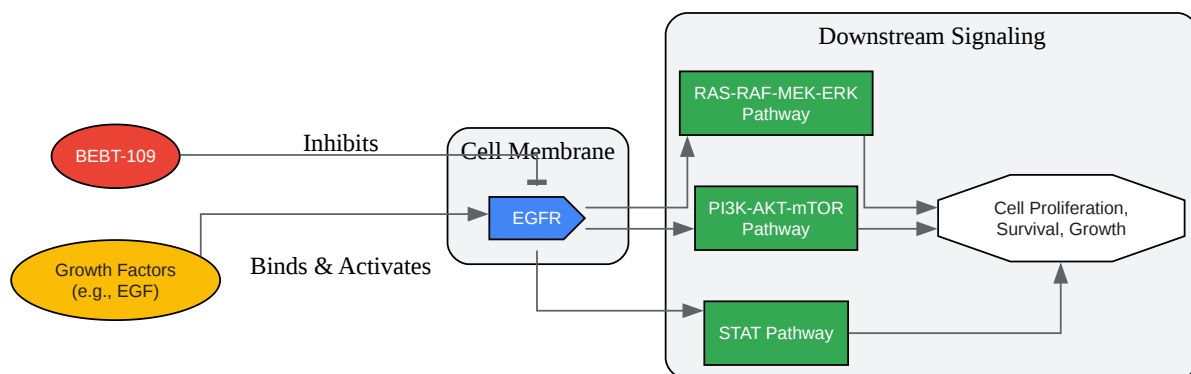 Downstream Signaling
RAS-RAF-MEK-ERK
Pathway
Inhibits
Cell Membrane
BEBT-109
EGFR
PI3K-AKT-mTOR
Pathway
Cell Proliferation,
Survival, Growth
Binds & Activates
Growth Factors
(e.g., EGF)
STAT Pathway